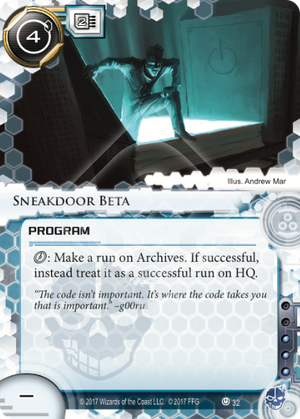 4
2
Illus. Andrew Mar
SNEAKDOOR BETA
PROGRAM
: Make a run on Archives. If successful,
instead treat it as a successful run on HQ.
“The code isn’t important. It’s where the code takes you
that is important.” –g00ru
–
© 2017 Wizards of the Coast LLC. © 2017 FFG 32